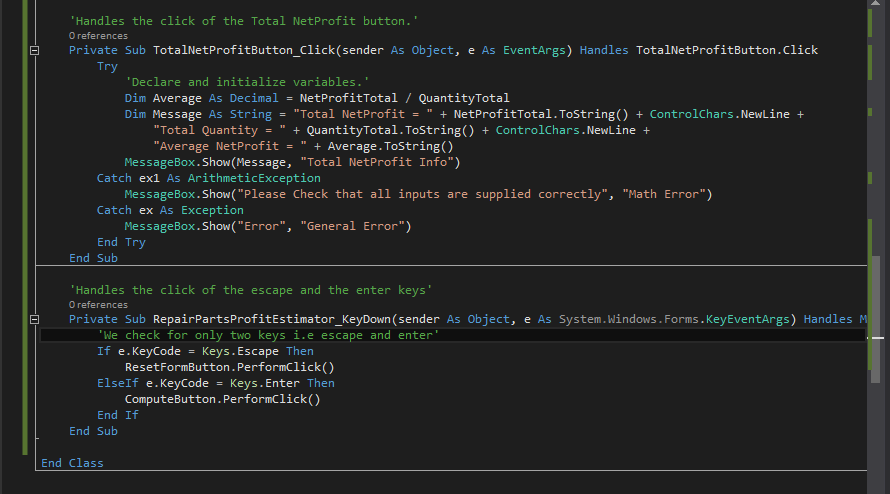 'Handles the click of the Total NetProfit button.'
0 references
Private Sub TotalNetProfitButton_Click(sender As Object, e As EventArgs) Handles TotalNetProfitButton.Click
Try
'Declare and initialize variables.'
Dim Average As Decimal = NetProfitTotal / QuantityTotal
Dim Message As String = "Total NetProfit = " + NetProfitTotal.ToString() + ControlChars.NewLine +
"Total Quantity = " + QuantityTotal.ToString() + ControlChars.NewLine +
"Average NetProfit = " + Average.ToString()
MessageBox.Show(Message, "Total NetProfit Info")
Catch ex1 As ArithmeticException
MessageBox.Show("Please Check that all inputs are supplied correctly", "Math Error")
Catch ex As Exception
MessageBox.Show("Error", "General Error")
End Try
End Sub
'Handles the click of the escape and the enter keys'
0 references
Private Sub RepairPartsProfitEstimator_KeyDown(sender As Object, e As System.Windows.Forms.KeyEventArgs) Handles M
'We check for only two keys i.e escape and enter'
If e.KeyCode = Keys.Escape Then
ResetFormButton.PerformClick()
ElseIf e.KeyCode = Keys.Enter Then
ComputeButton.PerformClick()
End If
End Sub
End Class